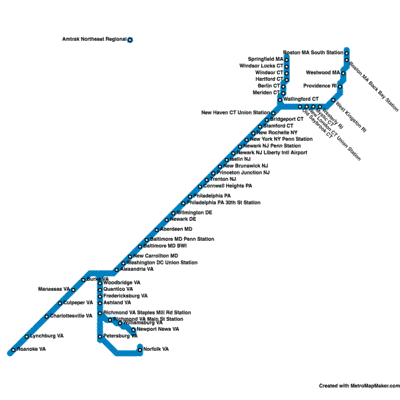 Amtrak Northeast Regional
Boston MA South Station
Boston MA Back Bay Station
Springfield MA
Windsor Locks CT
Westwood MA
Windsor CT
Hartford CT
Berlin CT
Providence RI
Meriden CT
Wallingford CT
West Kingston RI
Westerly RI
Mystic CT
New London CT Union Station
Old Saybrook CT
New Haven CT Union Station
Bridgeport CT
Stamford CT
New Rochelle NY
New York NY Penn Station
Newark NJ Penn Station
Newark NJ Liberty Intl Airport
Iselin NJ
New Brunswick NJ
Princeton Junction NJ
Trenton NJ
Cornwell Heights PA
Philadelphia PA
Philadelphia PA 30th St Station
Wilmington DE
Newark DE
Aberdeen MD
Baltimore MD Penn Station
Baltimore MD BWI
New Carrollton MD
Washington DC Union Station
Alexandria VA
Burke VA
Woodbridge VA
Manassas VA
Quantico VA
Fredericksburg VA
Culpeper VA
Ashland VA
Charlottesville VA
Richmond VA Staples Mill Rd Station
Richmond VA Main St Station
Williamsburg VA
Newport News VA
Lynchburg VA
Petersburg VA
Roanoke VA
Norfolk VA
Created with MetroMapMaker.com